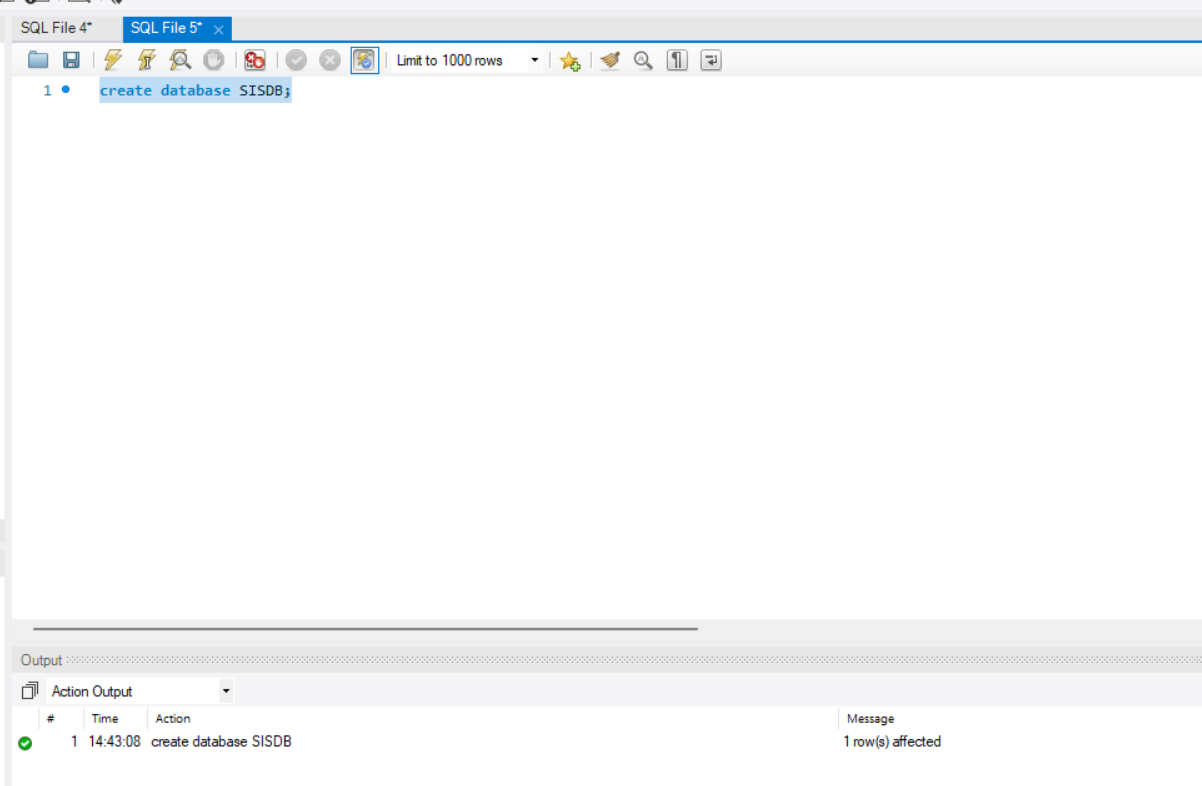 SQL File 4* SQL File 5* ×
Limit to 1000 rows
1 create database SISDB;
Output
Action Output
# Time Action Message
1 14:43:08 create database SISDB 1 row(s) affected